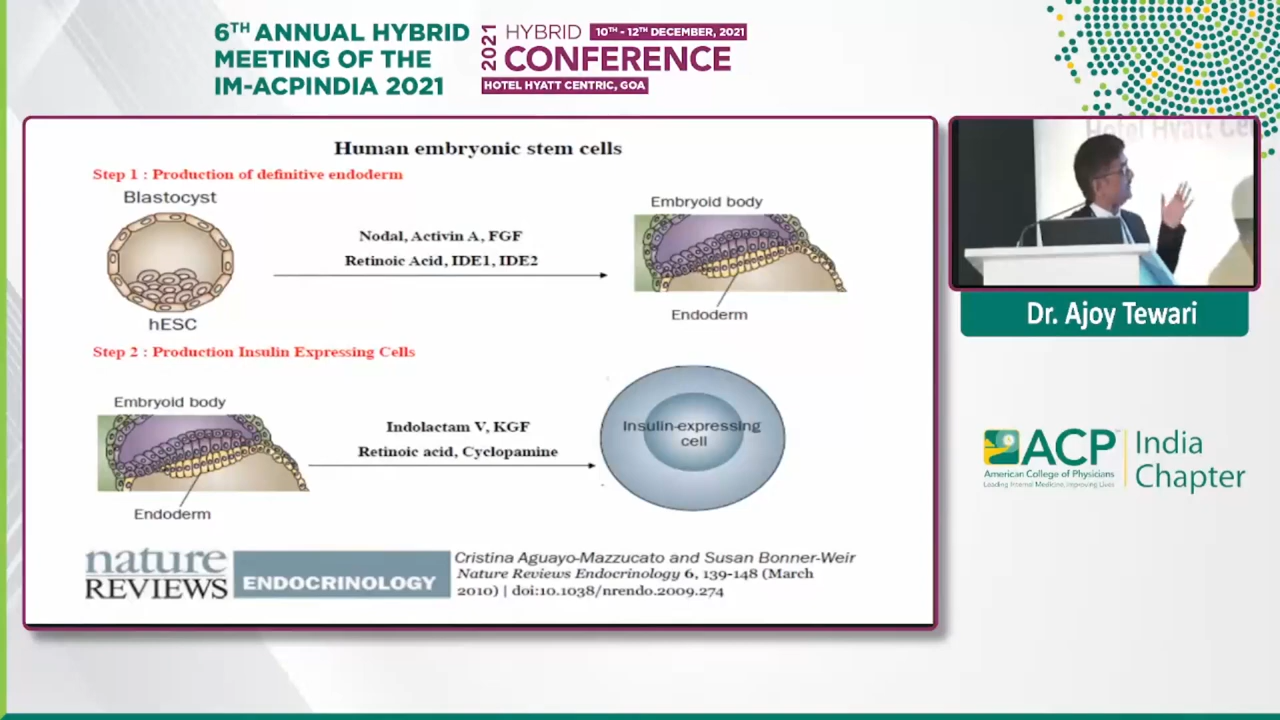 6TH ANNUAL HYBRID
MEETING OF THE
IM-ACPINDIA 2021
2021
HYBRID
10TH - 12TH DECEMBER, 2021
CONFERENCE
HOTEL HYATT CENTRIC, GOA
Human embryonic stem cells
Step 1 : Production of definitive endoderm
Blastocyst
hESC
Nodal, Activin A, FGF
Retinoic Acid, IDE1, IDE2
Embryoid body
Endoderm
Step 2 : Production Insulin Expressing Cells
Embryoid body
Endoderm
Indolactam V, KGF
Retinoic acid, Cyclopamine
Insulin-expressing
cell
nature
REVIEWS
ENDOCRINOLOGY
Cristina Aguayo-Mazzucato and Susan Bonner-Weir
Nature Reviews Endocrinology 6, 139-148 (March
2010) | doi:10.1038/nrendo.2009.274
Hotel Hyatt Ce
Dr. Ajoy Tewari
ACP
American College of Physicians
Leading Internal Medicine, Improving Lives
India
Chapter